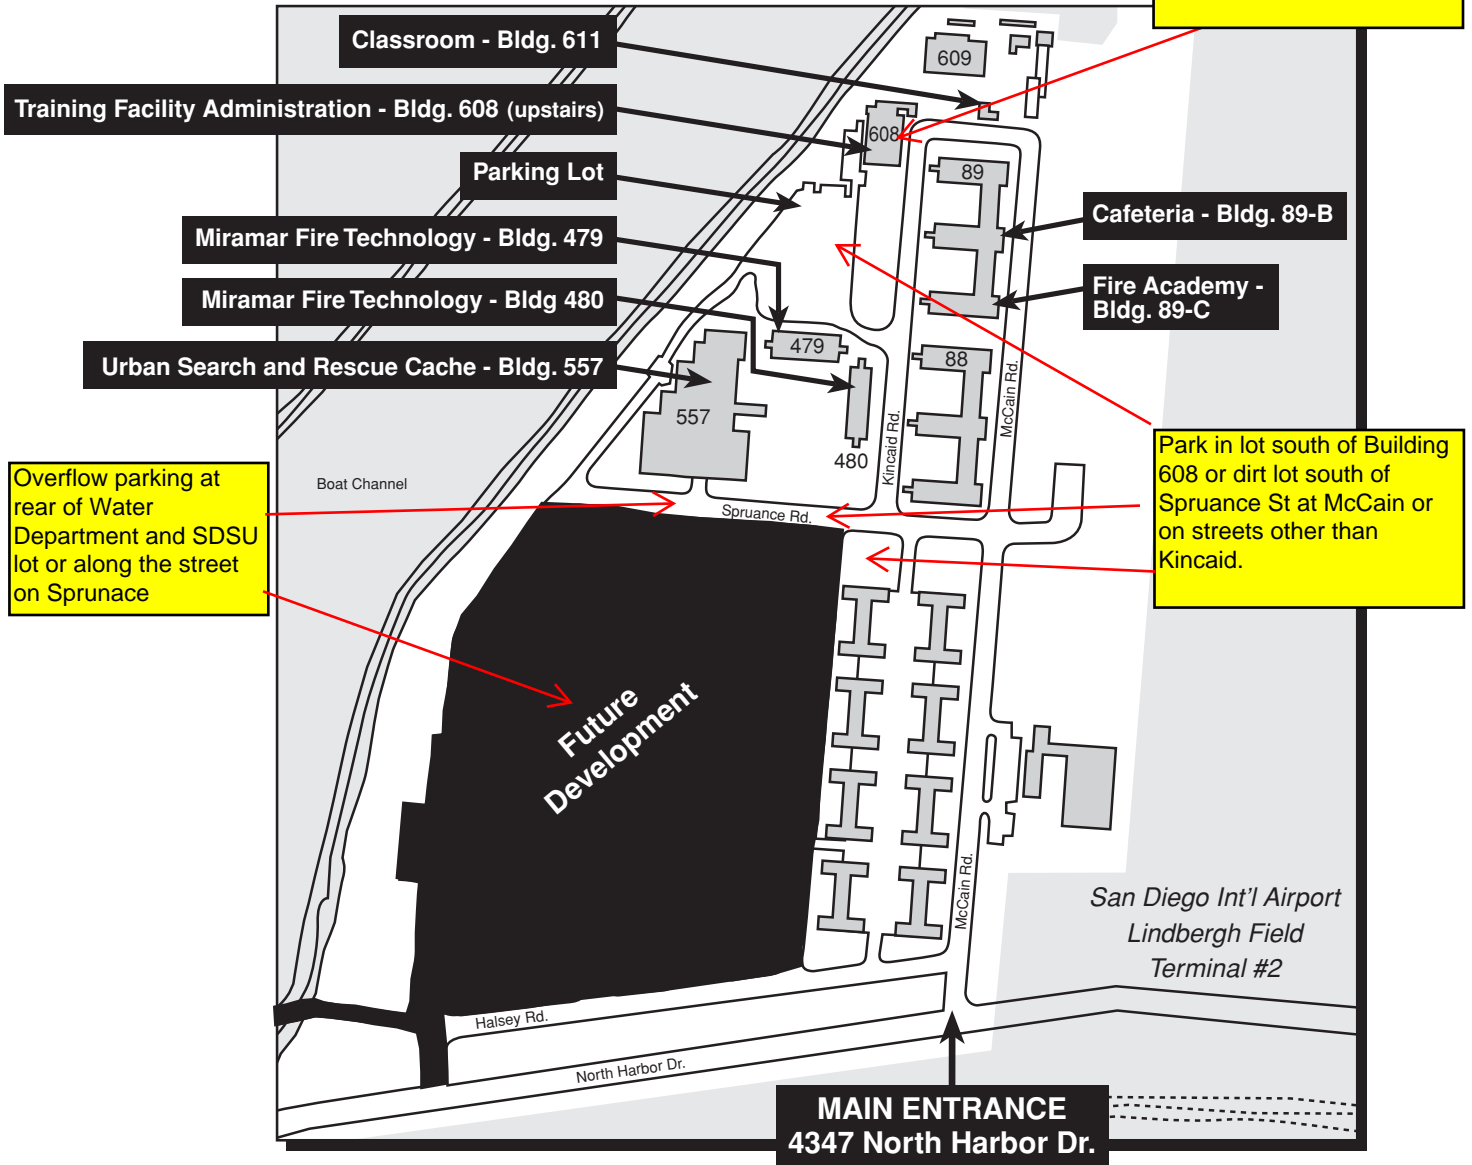 Classroom - Bldg. 611
609
Training Facility Administration - Bldg. 608 (upstairs)
608
Parking Lot
89
Cafeteria - Bldg. 89-B
Miramar Fire Technology - Bldg. 479
Miramar Fire Technology - Bldg 480
Fire Academy -
Bldg. 89-C
479
88
Urban Search and Rescue Cache - Bldg. 557
557
480
Kincaid Rd.
McCain Rd.
Park in lot south of Building
608 or dirt lot south of
Spruance St at McCain or
on streets other than
Kincaid.
Overflow parking at
rear of Water
Department and SDSU
lot or along the street
on Sprunace
Boat Channel
Spruance Rd.
Future
Development
McCain Rd.
San Diego Int'l Airport
Lindbergh Field
Terminal #2
Halsey Rd.
North Harbor Dr.
MAIN ENTRANCE
4347 North Harbor Dr.